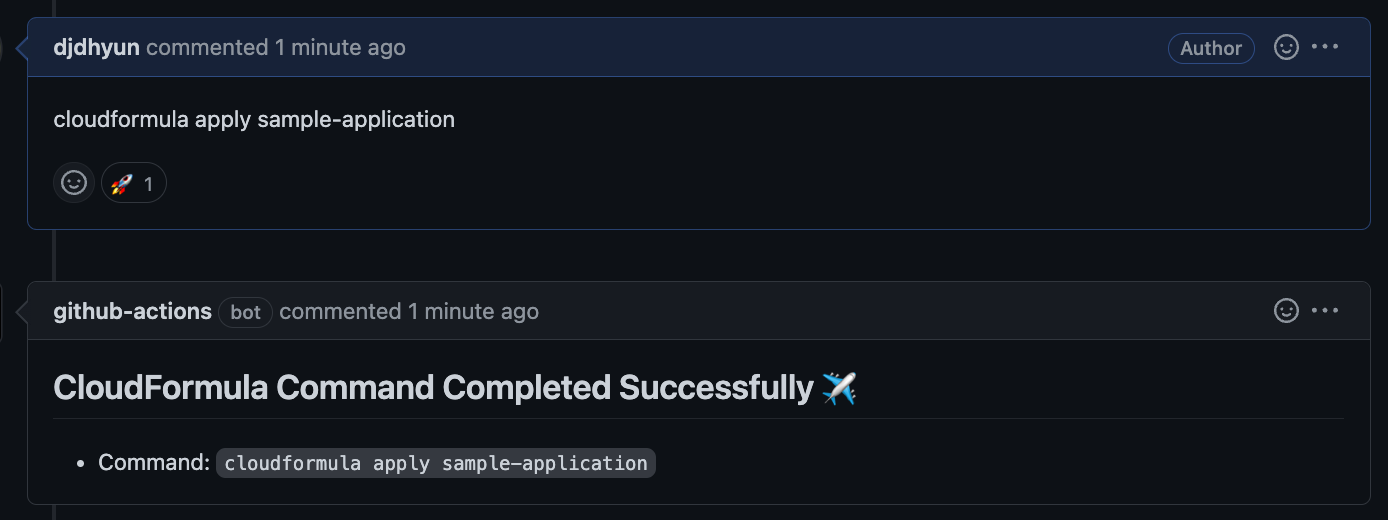 djdhyun commented 1 minute ago Author
cloudformula apply sample-application
1
github-actions bot commented 1 minute ago
CloudFormula Command Completed Successfully ✈️
• Command: cloudformula apply sample-application